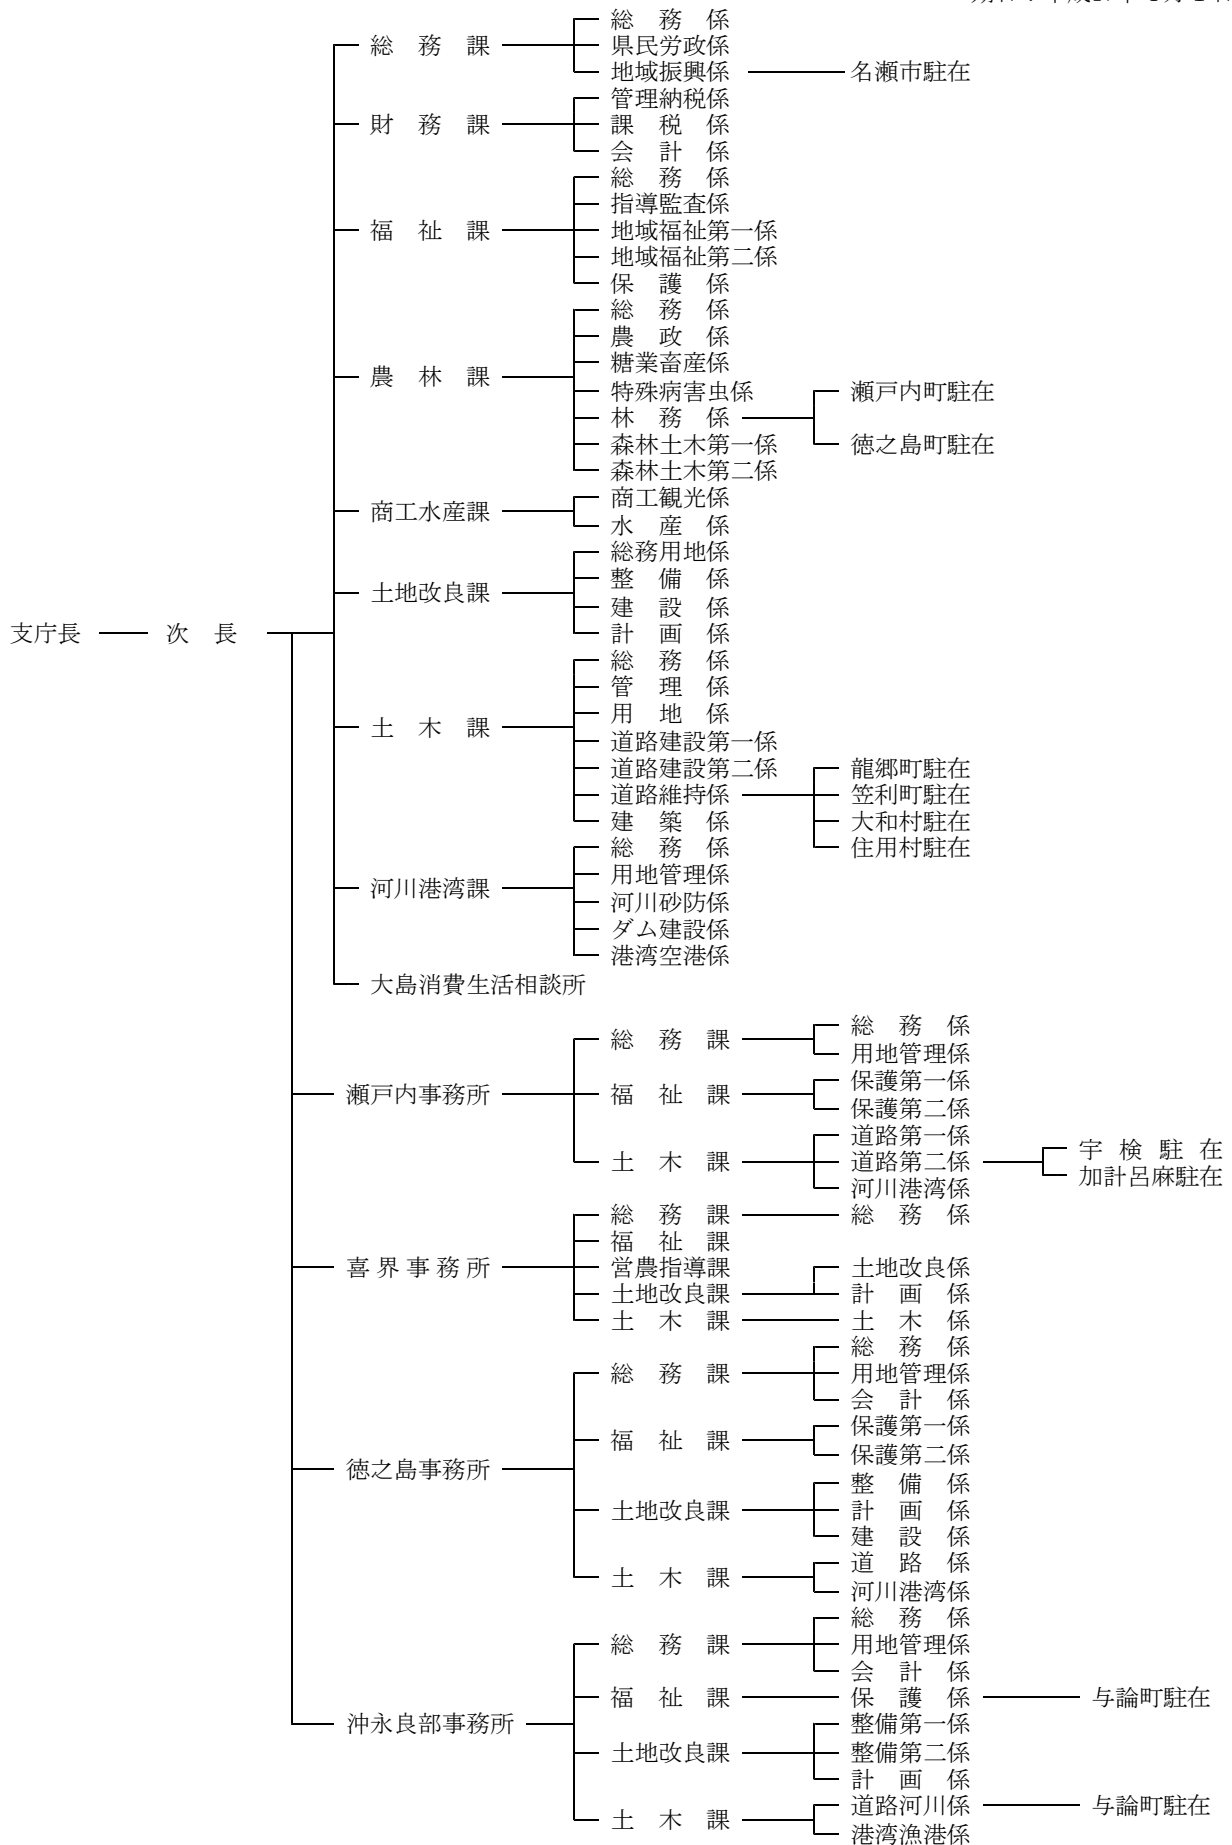 総務係
総務課
県民労政係
地域振興係 名瀬市駐在
管理納税係
財務課 課税係
会計係
総務係
指導監査係
福祉課 地域福祉第一係
地域福祉第二係
保護係
総務係
農政係
糖業畜産係
農林課
特殊病害虫係 瀬戸内町駐在
林務係
森林土木第一係 徳之島町駐在
森林土木第二係
商工観光係
商工水産課
水産係
総務用地係
整備係
土地改良課
建設係
支庁長 次長 計画係
総務係
管理係
用地係
土木課
道路建設第一係
道路建設第二係 龍郷町駐在
道路維持係 笠利町駐在
建築係 大和村駐在
総務係 住用村駐在
用地管理係
河川港湾課
河川砂防係
ダム建設係
港湾空港係
大島消費生活相談所
総務係
総務課
用地管理係
保護第一係
瀬戸内事務所 福祉課
保護第二係
道路第一係
宇検駐在
土木課 道路第二係
加計呂麻駐在
河川港湾係
総務課 総務係
福祉課
喜界事務所 営農指導課 土地改良係
土地改良課 計画係
土木課 土木係
総務係
総務課 用地管理係
会計係
保護第一係
福祉課
保護第二係
徳之島事務所
整備係
土地改良課 計画係
建設係
道路係
土木課
河川港湾係
総務係
総務課 用地管理係
会計係
福祉課 保護係 与論町駐在
沖永良部事務所 整備第一係
土地改良課 整備第二係
計画係
道路河川係 与論町駐在
土木課
港湾漁港係